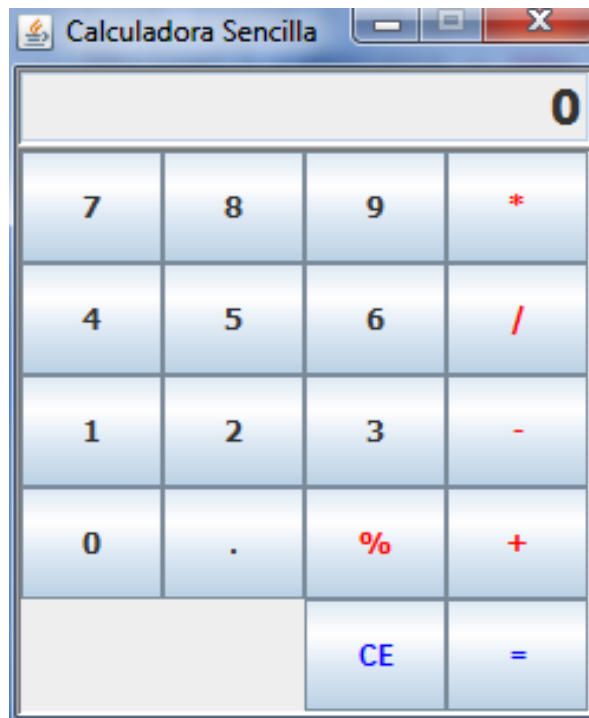 Calculadora Sencilla
0
7 8 9 *
4 5 6 /
1 2 3 -
0 . % +
CE =